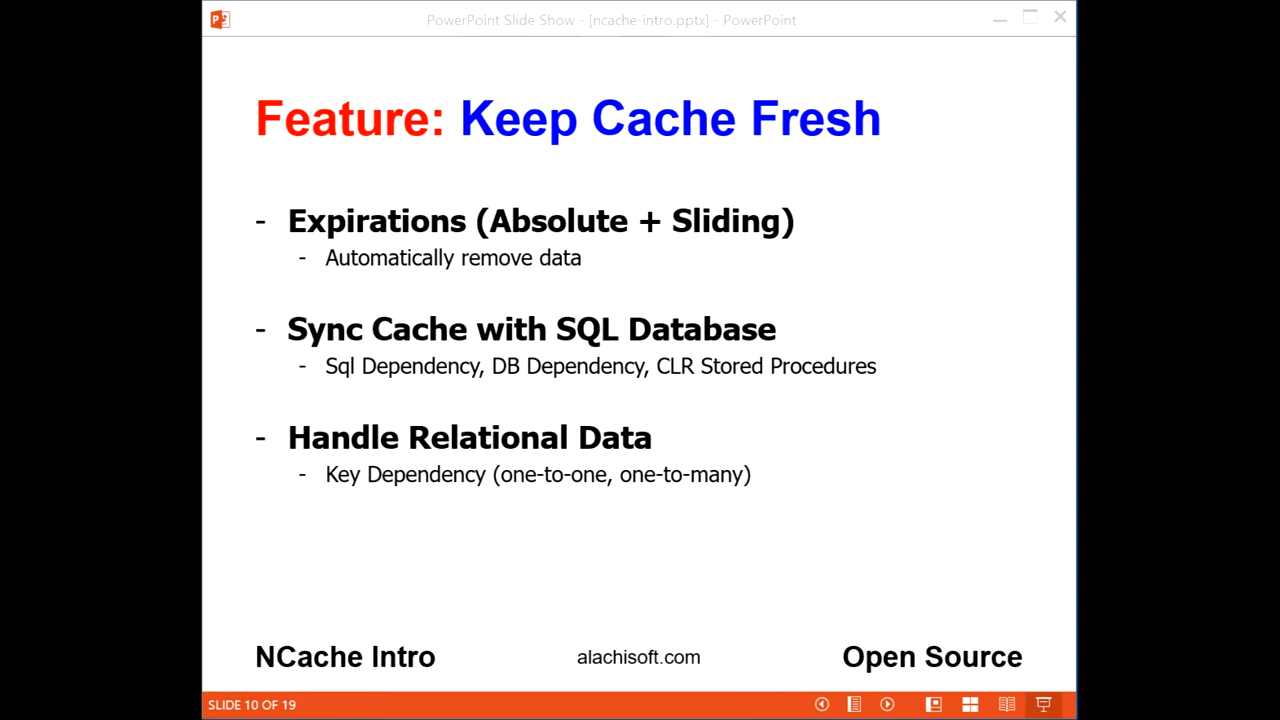 PowerPoint Slide Show - [ncache-intro.pptx] - PowerPoint
Feature: Keep Cache Fresh
- Expirations (Absolute + Sliding)
- Automatically remove data
- Sync Cache with SQL Database
- Sql Dependency, DB Dependency, CLR Stored Procedures
- Handle Relational Data
- Key Dependency (one-to-one, one-to-many)
NCache Intro alachisoft.com Open Source
SLIDE 10 OF 19